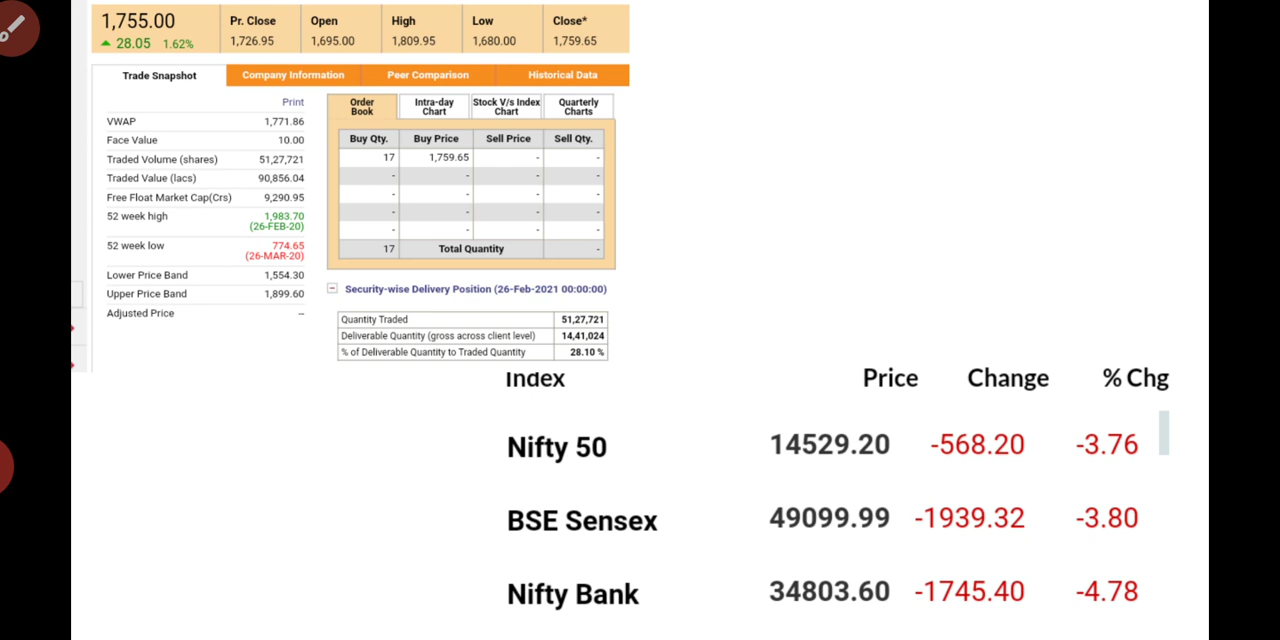 1,755.00 Pr. Close Open High Low Close*
28.05 1.62% 1,726.95 1,695.00 1,809.95 1,680.00 1,759.65
Trade Snapshot Company Information Peer Comparison Historical Data
Print
VWAP 1,771.86
Face Value 10.00
Traded Volume (shares) 51,27,721
Traded Value (lacs) 90,856.04
Free Float Market Cap(Crs) 9,290.95
52 week high 1,983.70
(26-FEB-20)
52 week low 774.65
(26-MAR-20)
Lower Price Band 1,554.30
Upper Price Band 1,899.60
Adjusted Price --
Order Intra-day Stock V/s Index Quarterly
Book Chart Chart Charts
Buy Qty. Buy Price Sell Price Sell Qty.
17 1,759.65 - -
- - - -
- - - -
- - - -
- - - -
17 Total Quantity -
Security-wise Delivery Position (26-Feb-2021 00:00:00)
Quantity Traded 51,27,721
Deliverable Quantity (gross across client level) 14,41,024
% of Deliverable Quantity to Traded Quantity 28.10 %
Index Price Change % Chg
Nifty 50 14529.20 -568.20 -3.76
BSE Sensex 49099.99 -1939.32 -3.80
Nifty Bank 34803.60 -1745.40 -4.78